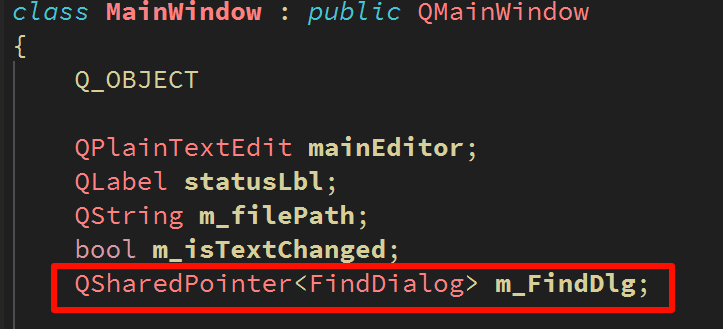 class MainWindow : public QMainWindow
{
Q_OBJECT
QPlainTextEdit mainEditor;
QLabel statusLbl;
QString m_filePath;
bool m_isTextChanged;
QSharedPointer<FindDialog> m_FindDlg;